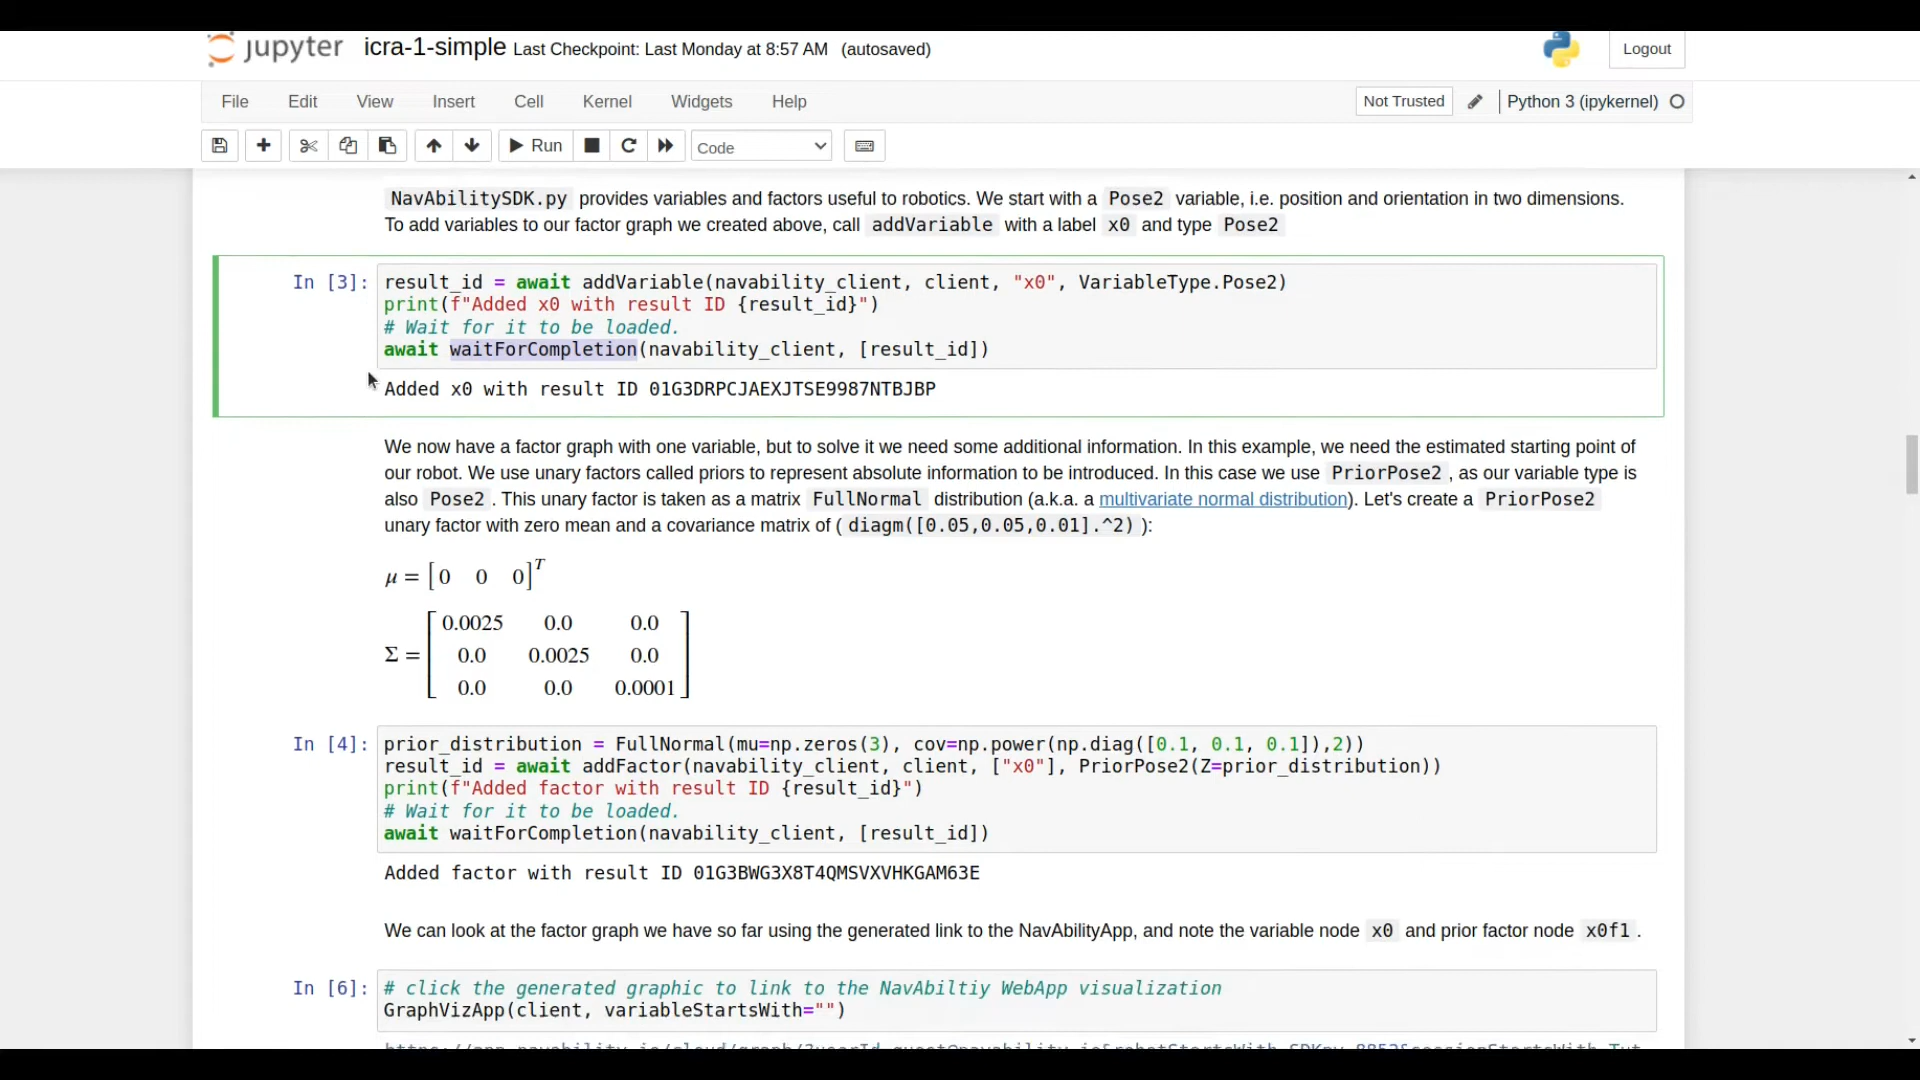 jupyter icra-1-simple Last Checkpoint: Last Monday at 8:57 AM (autosaved) Logout
File Edit View Insert Cell Kernel Widgets Help Not Trusted Python 3 (ipykernel)
Run Code
NavAbilitySDK.py provides variables and factors useful to robotics. We start with a Pose2 variable, i.e. position and orientation in two dimensions.
To add variables to our factor graph we created above, call addVariable with a label x0 and type Pose2
In [3]: result_id = await addVariable(navability_client, client, "x0", VariableType.Pose2)
print(f"Added x0 with result ID {result_id}")
# Wait for it to be loaded.
await waitForCompletion(navability_client, [result_id])
Added x0 with result ID 01G3DRPCJAEXJTSE9987NTBJBP
We now have a factor graph with one variable, but to solve it we need some additional information. In this example, we need the estimated starting point of
our robot. We use unary factors called priors to represent absolute information to be introduced. In this case we use PriorPose2 , as our variable type is
also Pose2 . This unary factor is taken as a matrix FullNormal distribution (a.k.a. a multivariate normal distribution). Let's create a PriorPose2
unary factor with zero mean and a covariance matrix of ( diagm([0.05,0.05,0.01].^2) ):
μ = [0 0 0]^T
0.0025 0.0 0.0
Σ = 0.0 0.0025 0.0
0.0 0.0 0.0001
In [4]: prior_distribution = FullNormal(mu=np.zeros(3), cov=np.power(np.diag([0.1, 0.1, 0.1]),2))
result_id = await addFactor(navability_client, client, ["x0"], PriorPose2(Z=prior_distribution))
print(f"Added factor with result ID {result_id}")
# Wait for it to be loaded.
await waitForCompletion(navability_client, [result_id])
Added factor with result ID 01G3BWG3X8T4QMSVXVHKGAM63E
We can look at the factor graph we have so far using the generated link to the NavAbilityApp, and note the variable node x0 and prior factor node x0f1 .
In [6]: # click the generated graphic to link to the NavAbiltiy WebApp visualization
GraphVizApp(client, variableStartsWith="")